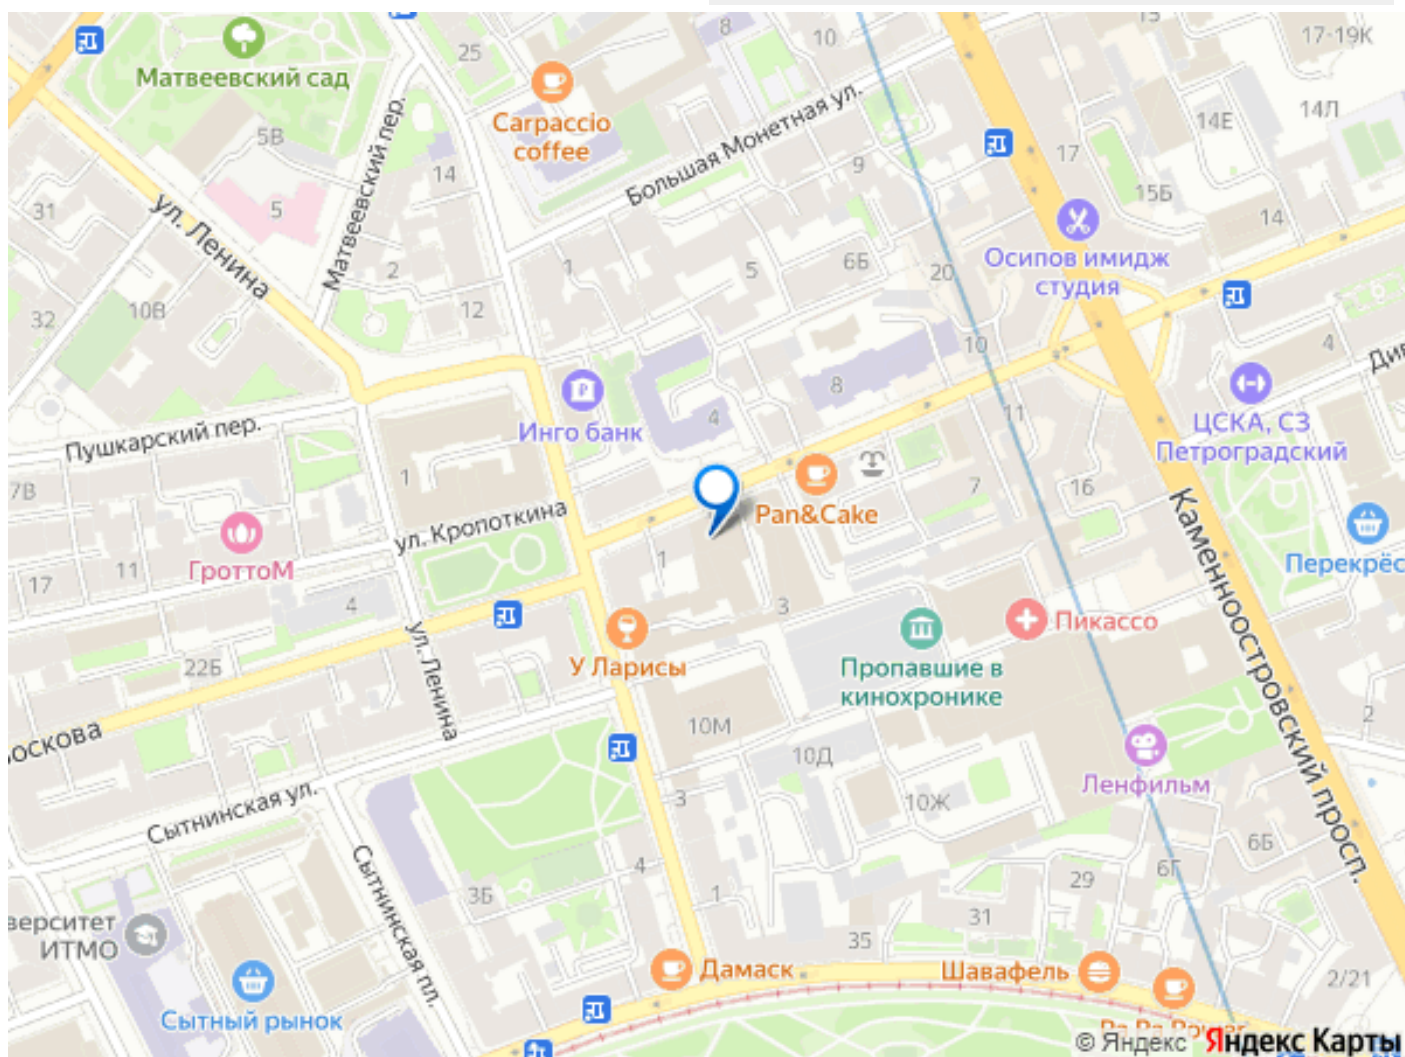 8
10
15
17-19К
25
Матвеевский сад
Carpaccio
coffee
5В
14Л
14Е
17
Большая Монетная ул.
Матвеевский пер.
14
9
15Б
5
31
ул. Ленина
14
Осипов имидж
студия
2
1
5
6Б
20
10В
12
32
10
4
Див
8
Инго банк
4
11
ЦСКА, СЗ
Петроградский
Пушкарский пер.
7В
1
16
7
Pan&Cake
ул. Кропоткина
Каменноостровский просп.
ГроттоМ
17
11
1
Перекрёс
4
3
Пикассо
22Б
ул. Ленина
У Ларисы
Пропавшие в
кинохронике
оскова
10М
10Д
2
Ленфильм
Сытнинская ул.
3
10Ж
6Б
Сытнинская пл.
4
6Г
3Б
1
29
31
верситет
ИТМО
35
Дамаск
Шавафель
2/21
Сытный рынок
© Яндекс Яндекс Карты